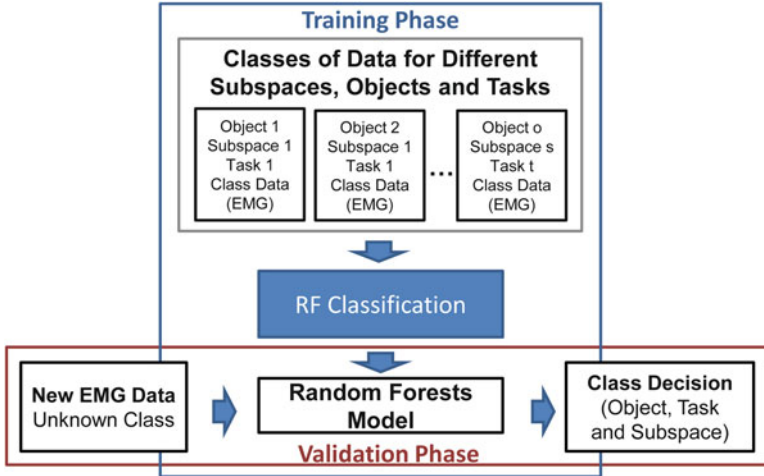 Training Phase
Classes of Data for Different
Subspaces, Objects and Tasks
Object 1
Subspace 1
Task 1
Class Data
(EMG)
Object 2
Subspace 1
Task 1
Class Data
(EMG)
...
Object o
Subspace s
Task t
Class Data
(EMG)
RF Classification
New EMG Data
Unknown Class
Random Forests
Model
Class Decision
(Object, Task
and Subspace)
Validation Phase